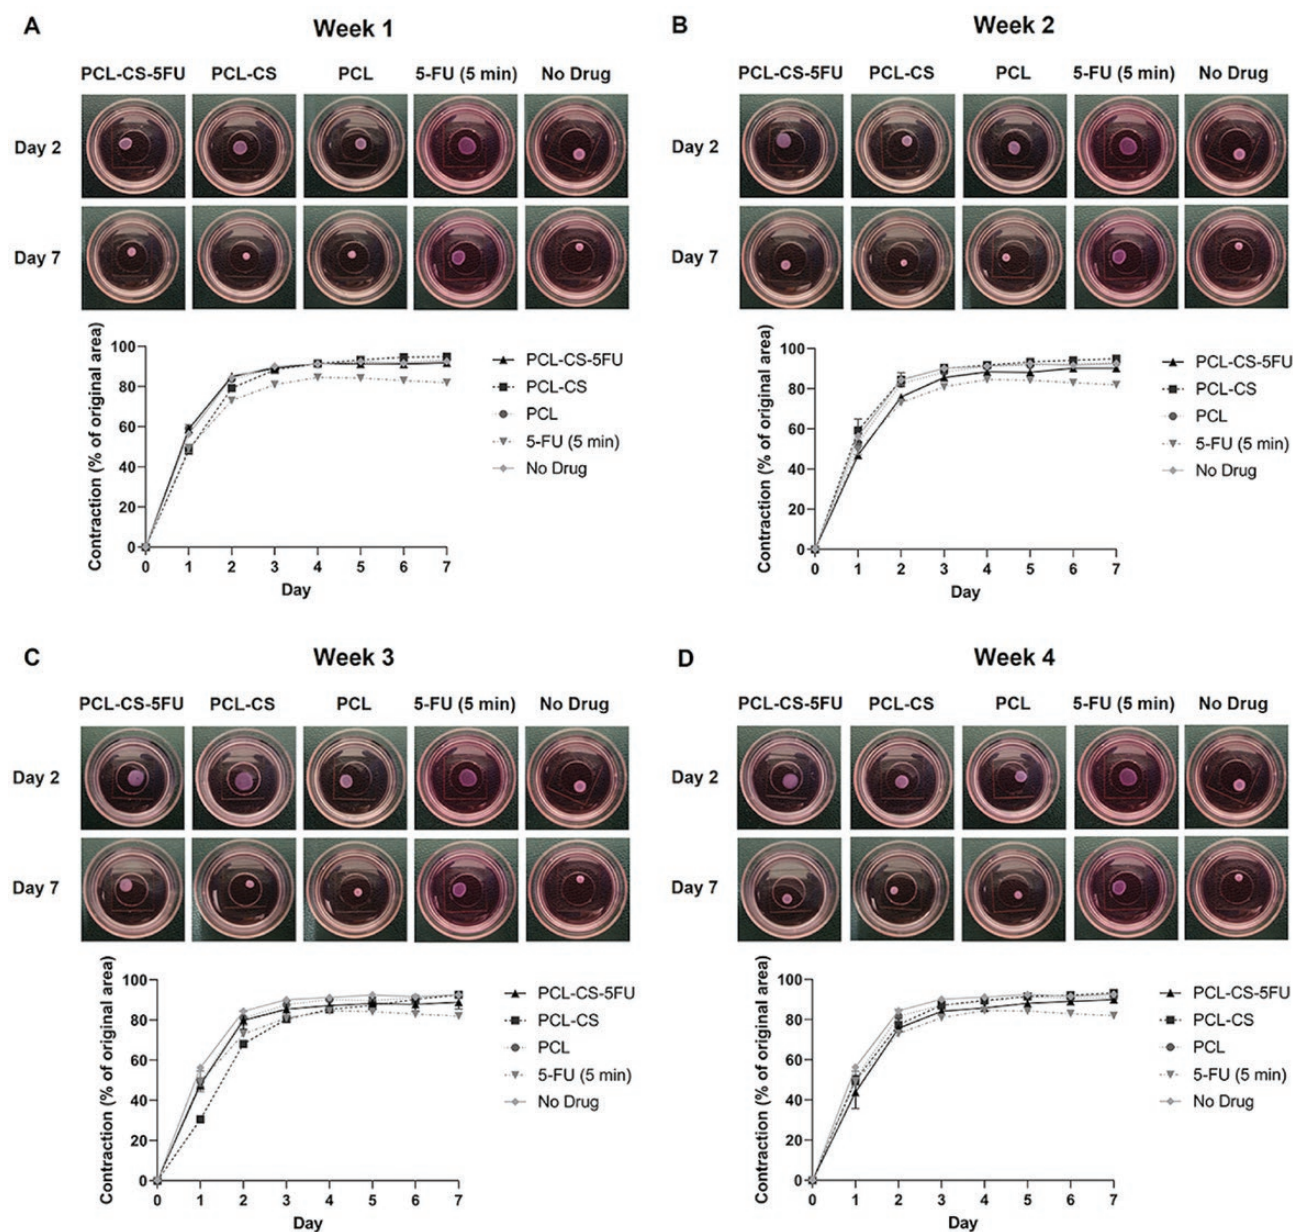 A
Week 1
PCL-CS-5FU PCL-CS PCL 5-FU (5 min) No Drug
Day 2
Day 7
Contraction (% of original area)
100
80
60
40
20
0
0 1 2 3 4 5 6 7
Day
PCL-CS-5FU
PCL-CS
PCL
5-FU (5 min)
No Drug
B
Week 2
PCL-CS-5FU PCL-CS PCL 5-FU (5 min) No Drug
Day 2
Day 7
Contraction (% of original area)
100
80
60
40
20
0
0 1 2 3 4 5 6 7
Day
PCL-CS-5FU
PCL-CS
PCL
5-FU (5 min)
No Drug
C
Week 3
PCL-CS-5FU PCL-CS PCL 5-FU (5 min) No Drug
Day 2
Day 7
Contraction (% of original area)
100
80
60
40
20
0
0 1 2 3 4 5 6 7
Day
PCL-CS-5FU
PCL-CS
PCL
5-FU (5 min)
No Drug
D
Week 4
PCL-CS-5FU PCL-CS PCL 5-FU (5 min) No Drug
Day 2
Day 7
Contraction (% of original area)
100
80
60
40
20
0
0 1 2 3 4 5 6 7
Day
PCL-CS-5FU
PCL-CS
PCL
5-FU (5 min)
No Drug